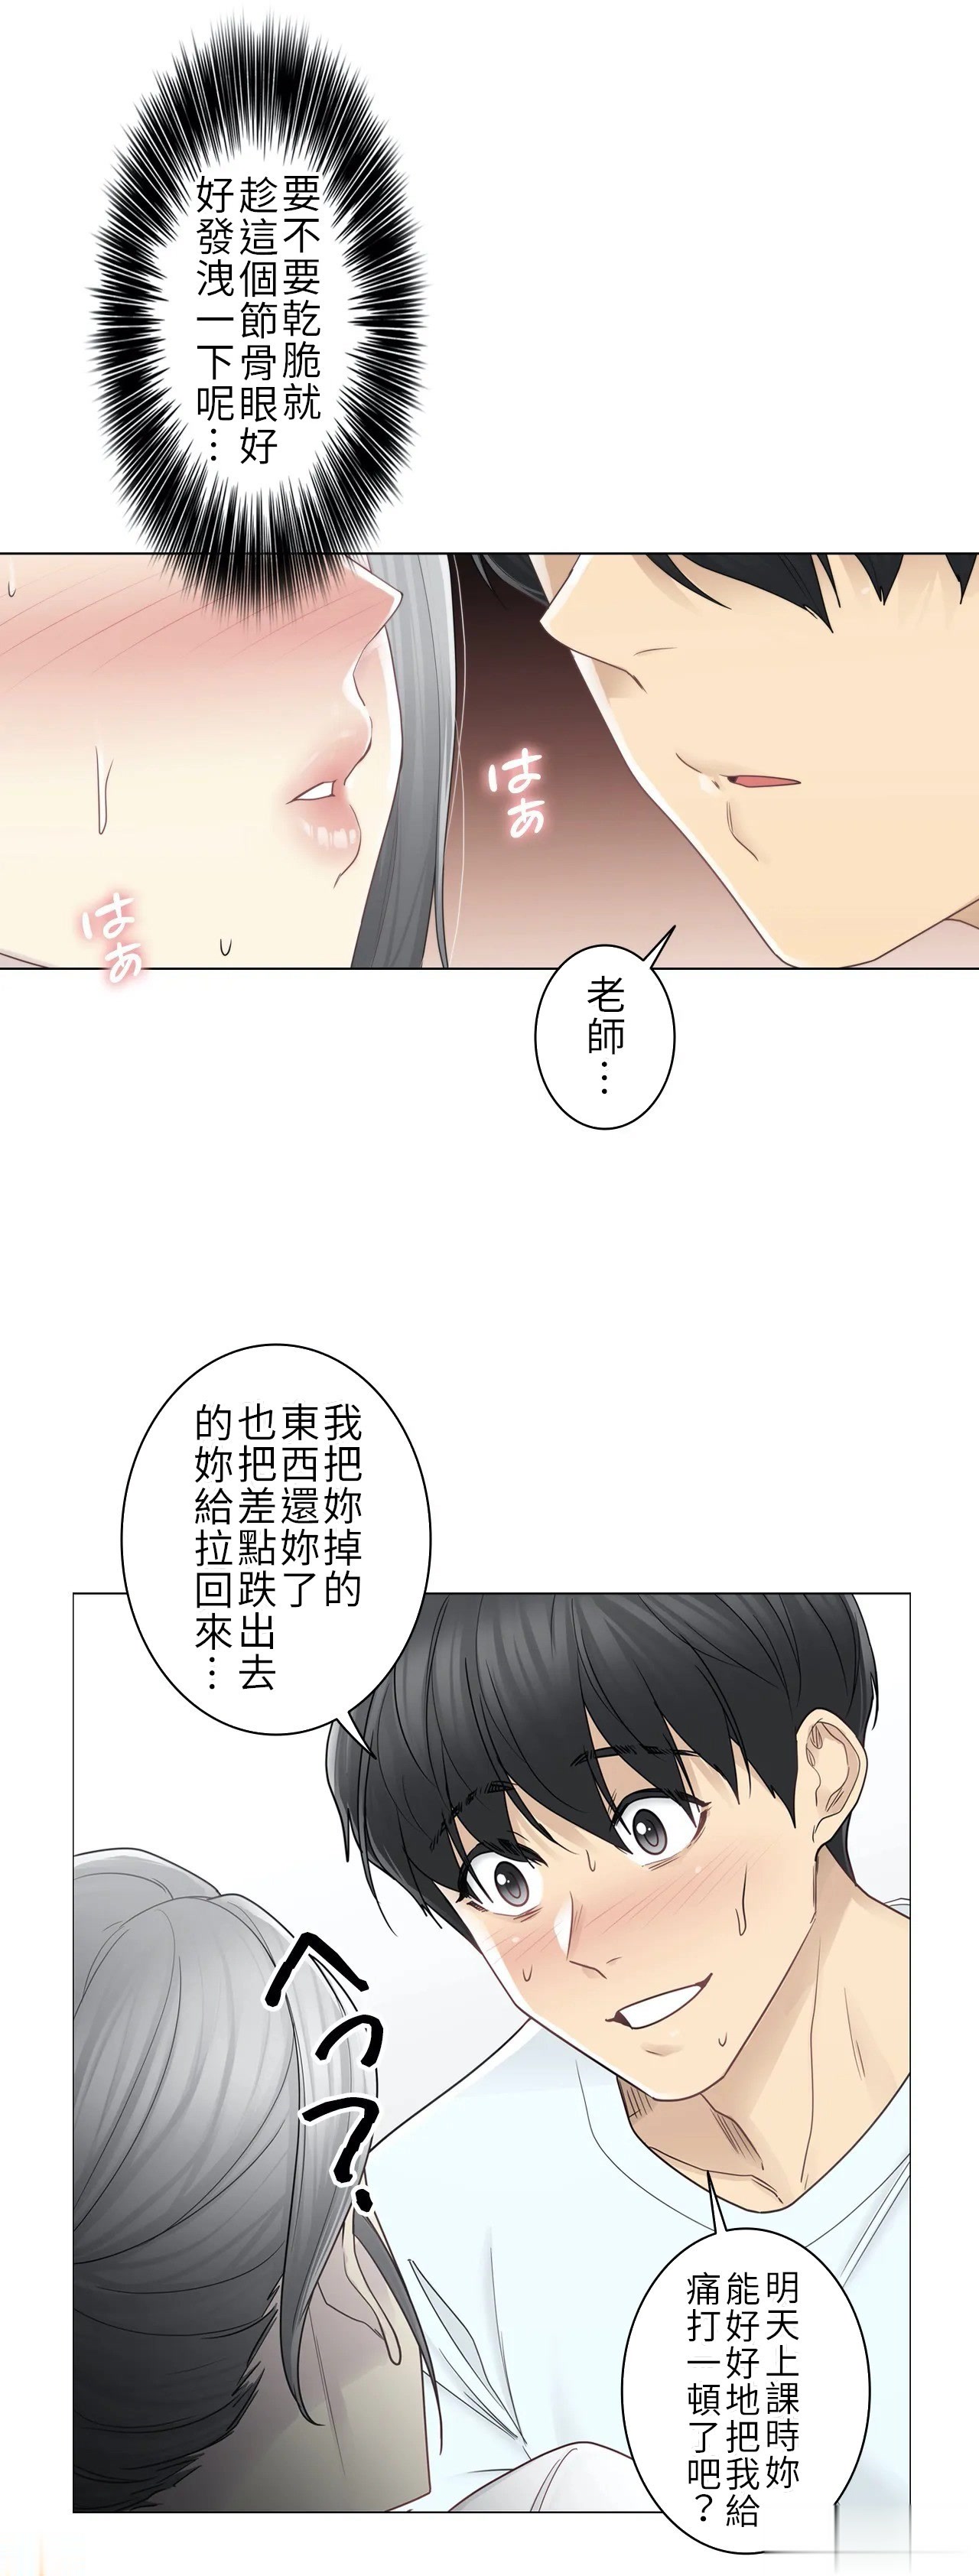 要不要乾脆就
趁這個節骨眼好
好發洩一下呢…
はぁ
はぁ
老師…
我把妳掉的
東西還妳了
也把差點跌出去
的妳給拉回來…
へっへ?
明天上課時妳
能好好地把我給
痛打一頓了吧？